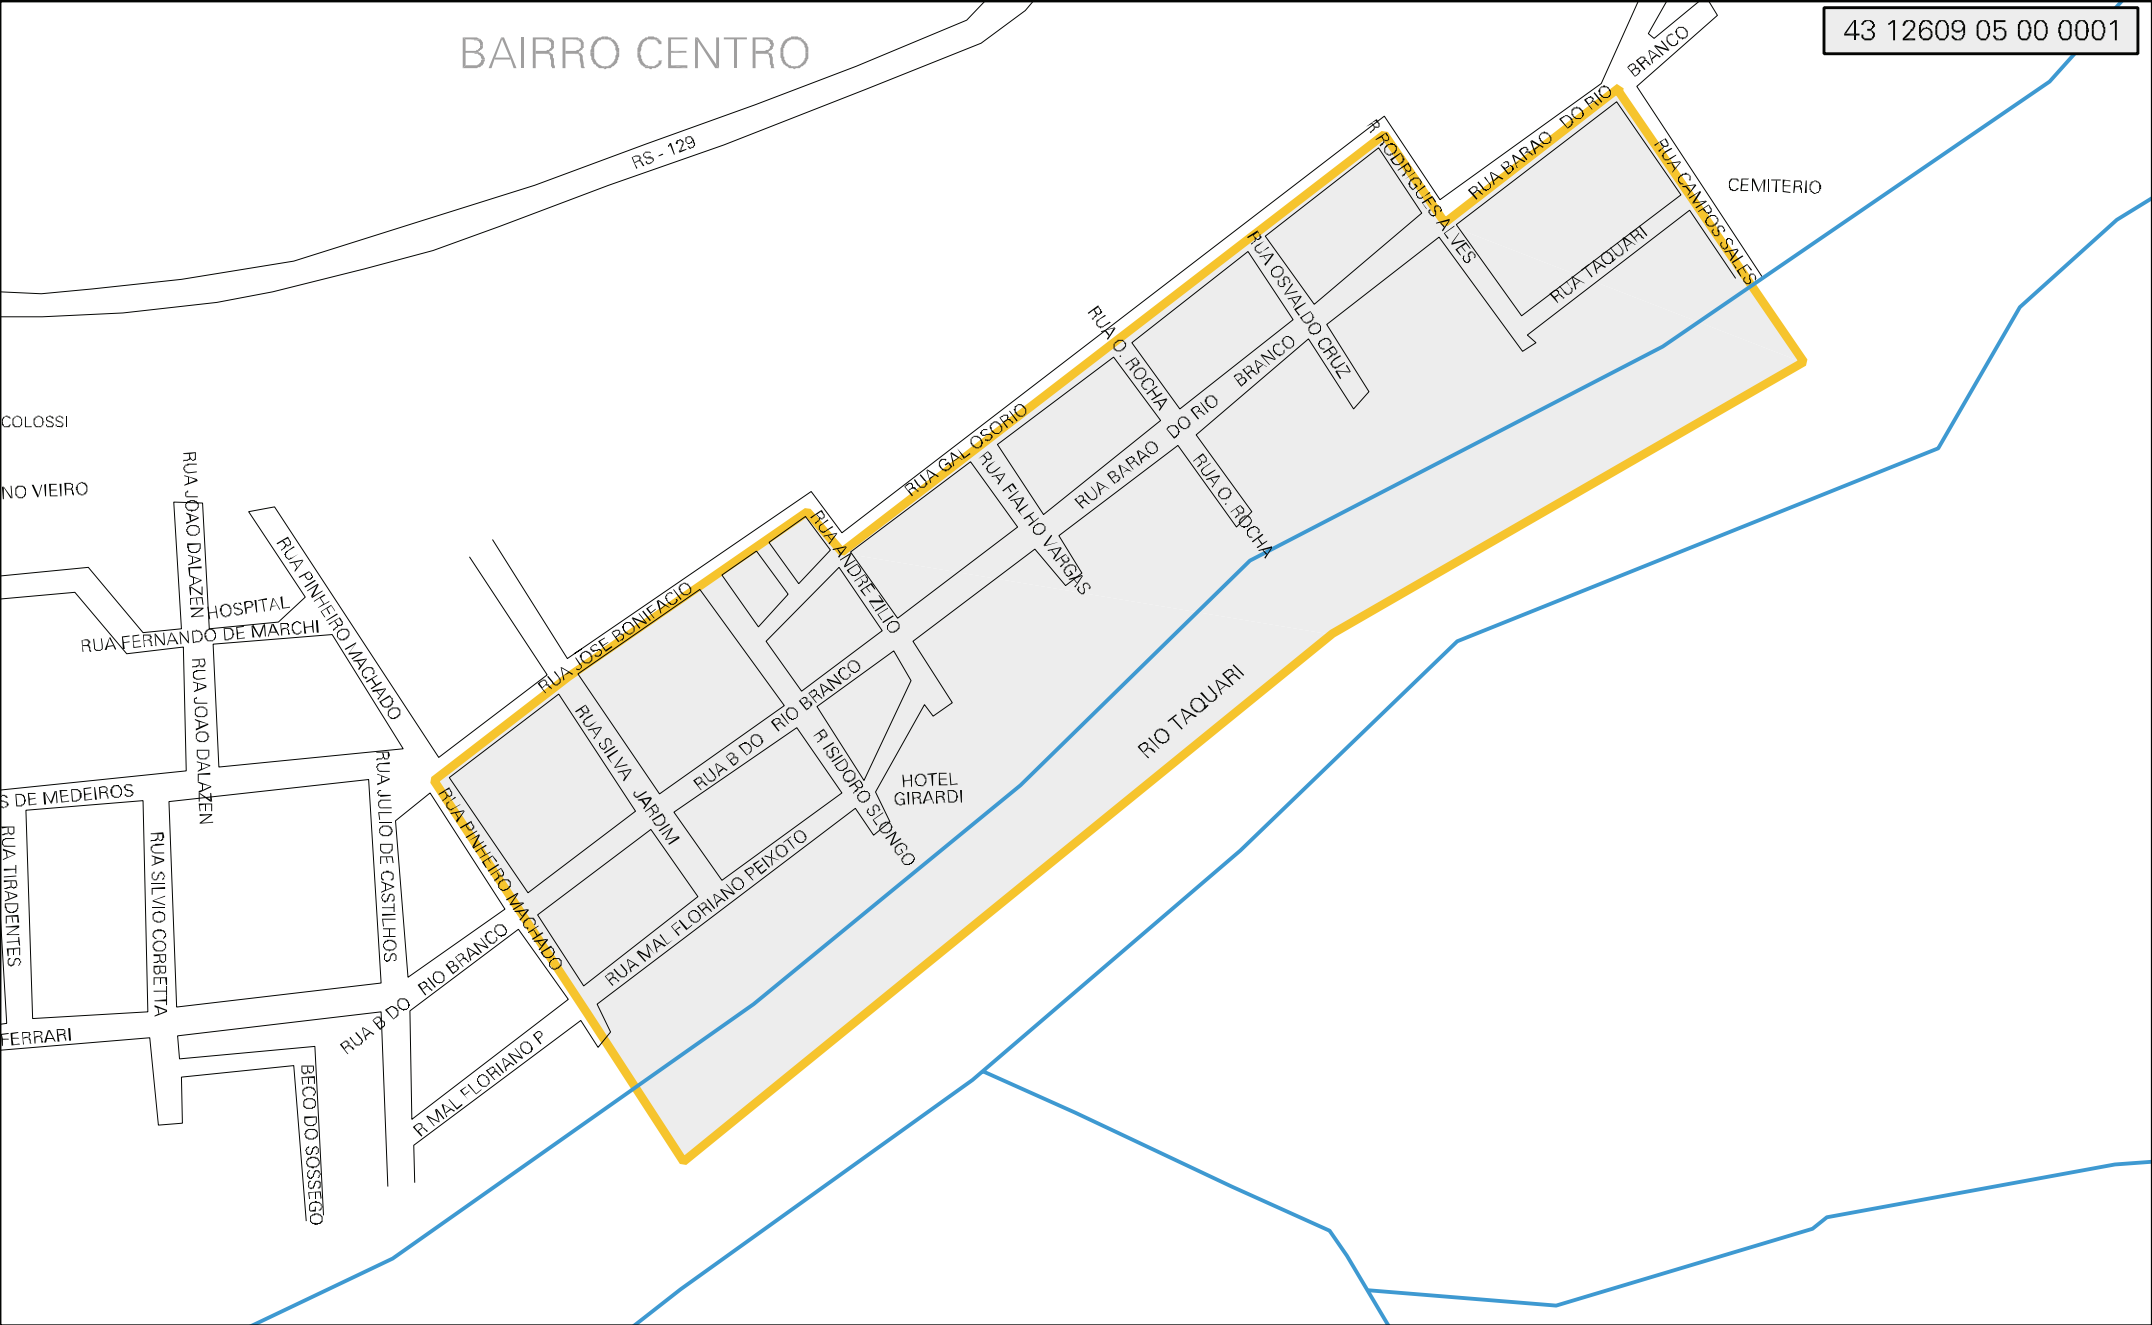 43 12609 05 00 0001
BAIRRO CENTRO
BRANCO
RS - 129
RUA BARAO DO RIO
R RODRIGUES ALVES
RUA CAMPOS SALES
CEMITERIO
RUA TAQUARI
RUA OSVALDO CRUZ
RUA O. ROCHA
RUA GAL OSORIO
RUA BARAO DO RIO BRANCO
RUA O. ROCHA
RUA FIALHO VARGAS
COLOSSI
NO VIEIRO
RUA JOAO DALAZEN
RUA PINHEIRO MACHADO
HOSPITAL
RUA FERNANDO DE MARCHI
RUA JOAO DALAZEN
RUA JOSE BONIFACIO
RUA ANDRE ZILIO
RUA B DO RIO BRANCO
RUA SILVA JARDIM
R ISIDORO SLONGO
HOTEL
GIRARDI
RIO TAQUARI
S DE MEDEIROS
RUA TIRADENTES
RUA SILVIO CORBETTA
RUA JULIO DE CASTILHOS
RUA PINHEIRO MACHADO
RUA MAL FLORIANO PEIXOTO
RUA B DO RIO BRANCO
R MAL FLORIANO P
FERRARI
BECO DO SOSSEGO